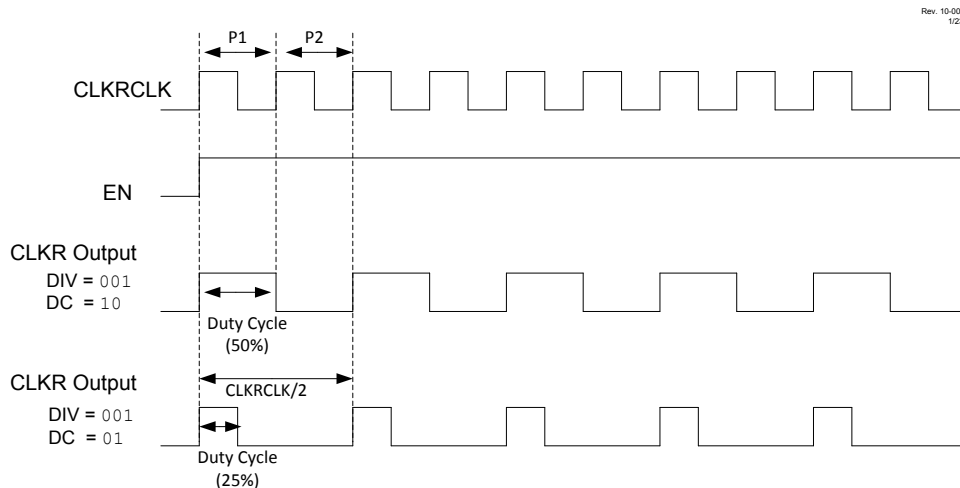 Rev. 10-00
1/23
P1
P2
CLKRCLK
EN
CLKR Output
DIV = 001
DC = 10
Duty Cycle
(50%)
CLKR Output
CLKRCLK/2
DIV = 001
DC = 01
Duty Cycle
(25%)